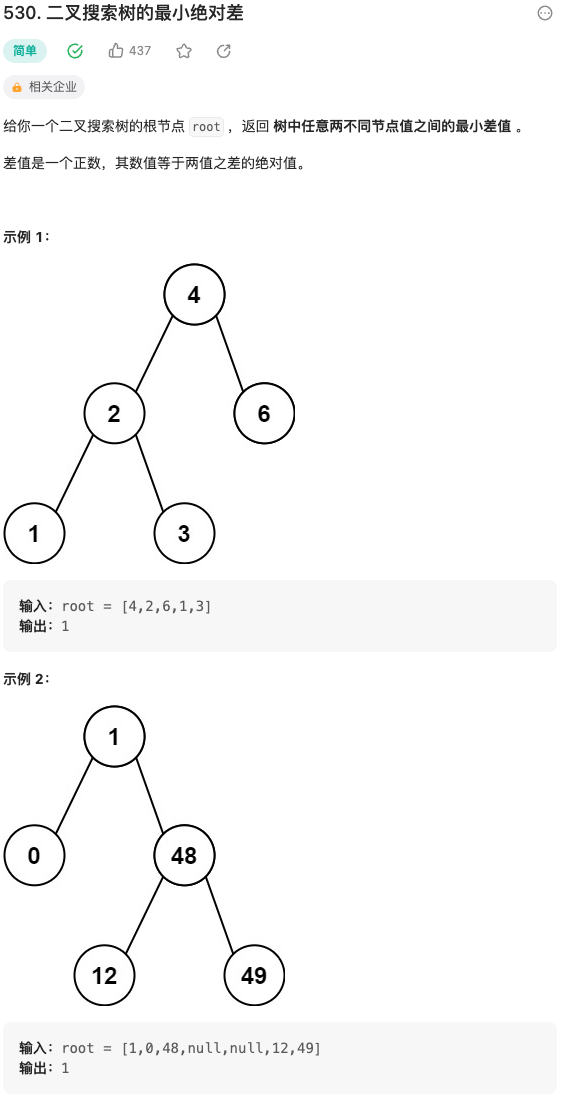 530. 二叉搜索树的最小绝对差
简单 437
相关企业
给你一个二叉搜索树的根节点 root ，返回 树中任意两不同节点值之间的最小差值 。
差值是一个正数，其数值等于两值之差的绝对值。
示例 1：
4
2 6
1 3
输入：root = [4,2,6,1,3]
输出：1
示例 2：
1
0 48
12 49
输入：root = [1,0,48,null,null,12,49]
输出：1